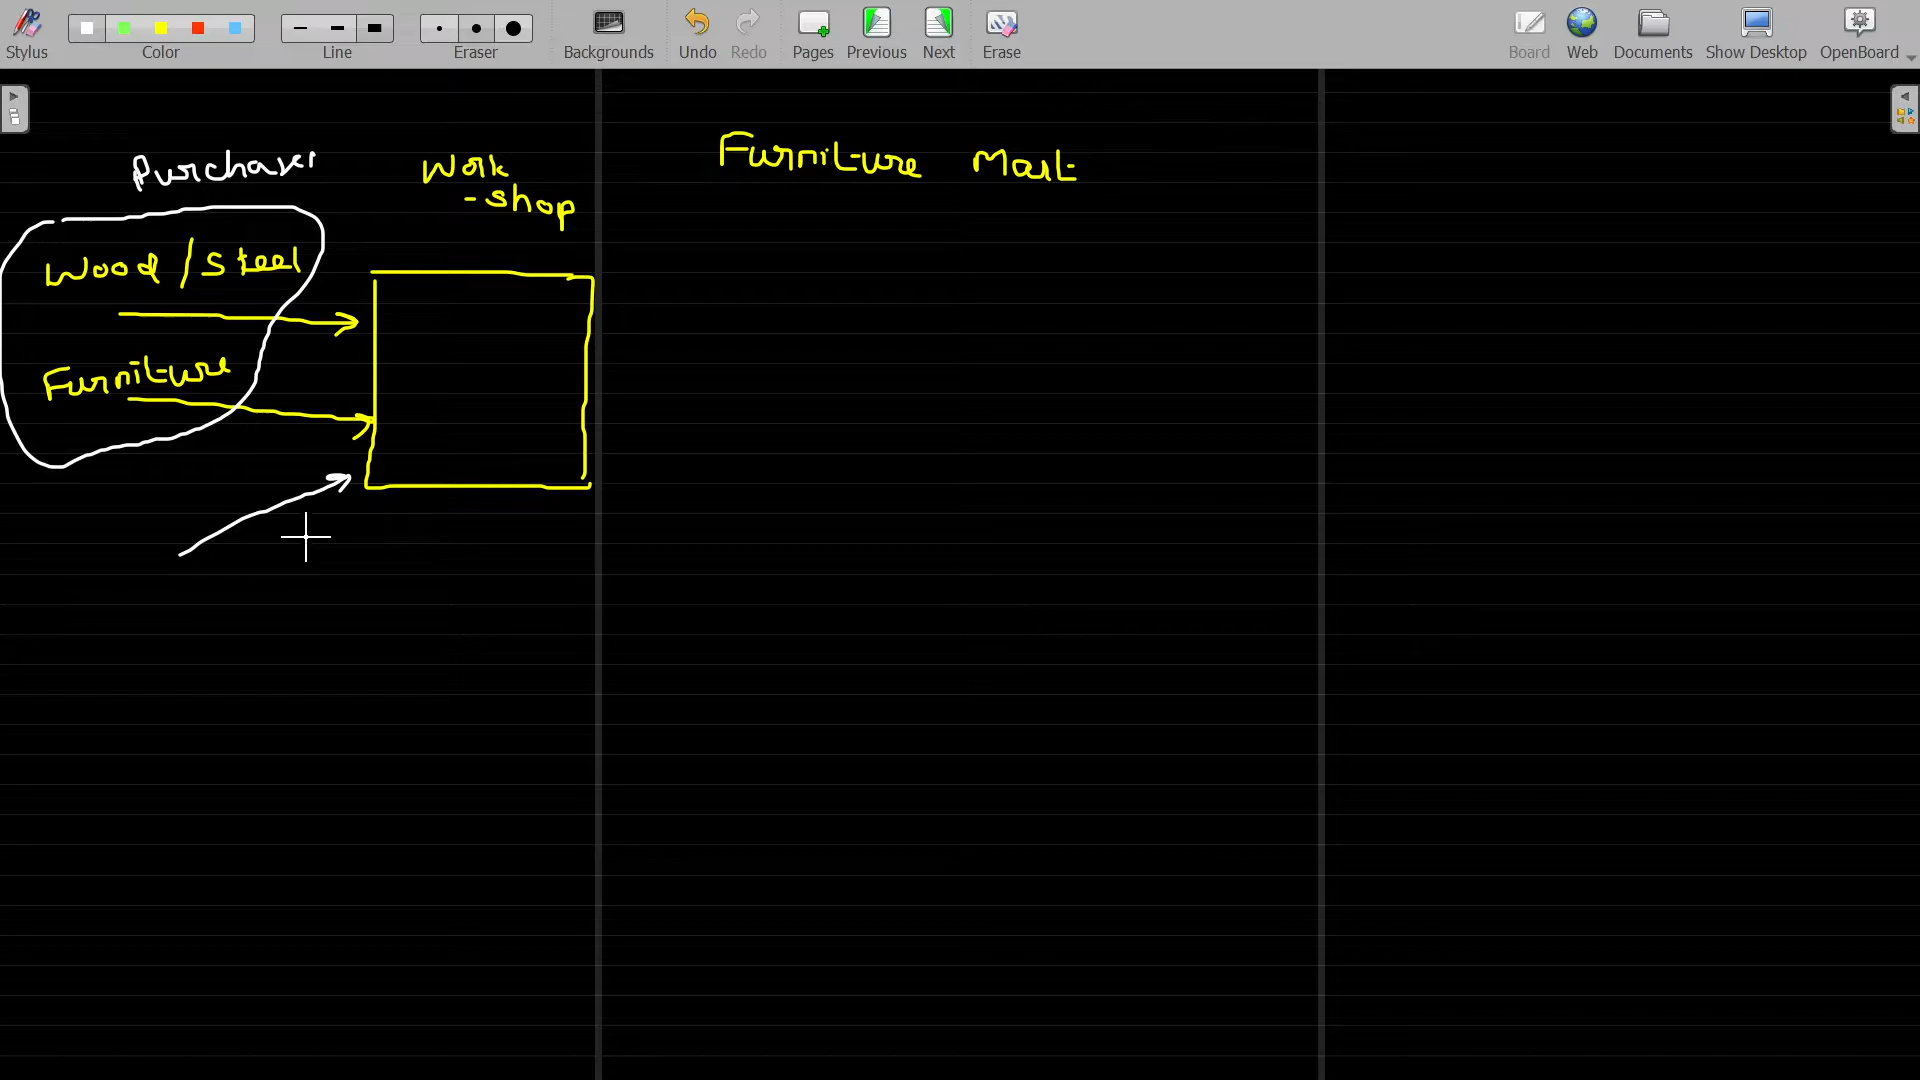 Stylus Color Line Eraser Backgrounds Undo Redo Pages Previous Next Erase Board Web Documents Show Desktop OpenBoard
Furniture Mart
Purchaser
Work
-shop
Wood/Steel
Furniture